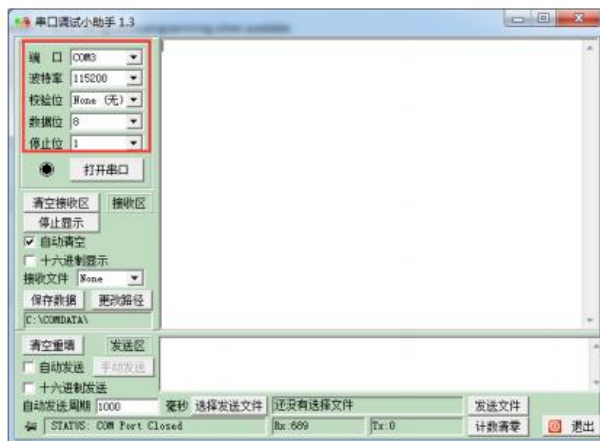 串口调试小助手 1.3
端 口 COM3
波特率 115200
校验位 None (无)
数据位 8
停止位 1
打开串口
清空接收区 接收区
停止显示
自动清空
十六进制显示
接收文件 None
保存数据 更改路径
C:\COMDATA\
清空重填 发送区
自动发送 手动发送
十六进制发送
自动发送周期 1000 毫秒 选择发送文件 还没有选择文件 发送文件
STATUS: COM Port Closed Rx:689 Tx:0 计数清零 退出